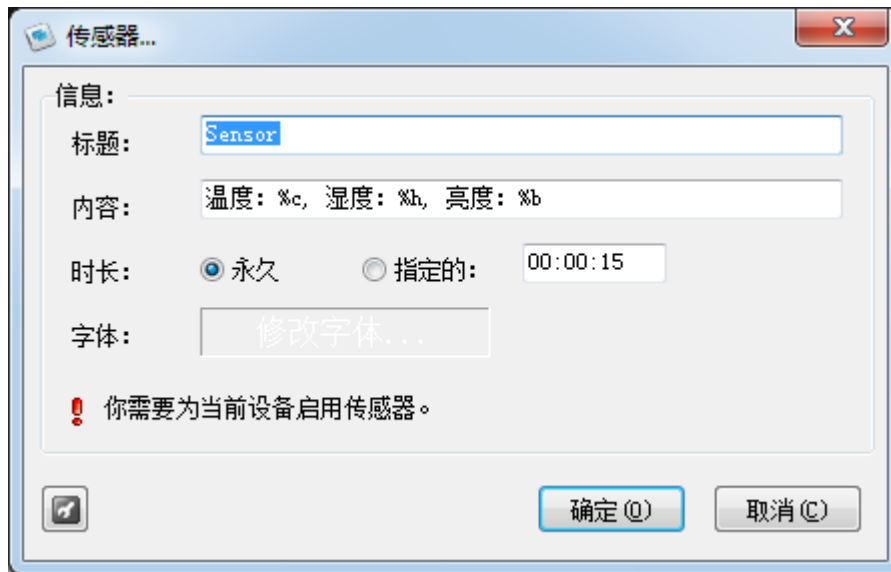 传感器...
信息:
标题: Sensor
内容: 温度: %c, 湿度: %h, 亮度: %b
时长: 永久 指定的: 00:00:15
字体: 修改字体...
你需要为当前设备启用传感器。
确定(O) 取消(C)